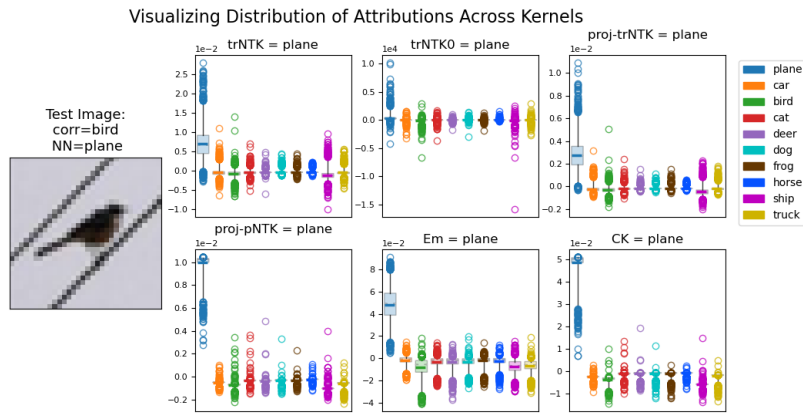 Visualizing Distribution of Attributions Across Kernels
Test Image:
corr=bird
NN=plane
trNTK = plane
1e−2
2.5
2.0
1.5
1.0
0.5
0.0
−0.5
−1.0
trNTK0 = plane
1e4
1.0
0.5
0.0
−0.5
−1.0
−1.5
proj-trNTK = plane
1e−2
1.0
0.8
0.6
0.4
0.2
0.0
−0.2
plane
car
bird
cat
deer
dog
frog
horse
ship
truck
proj-pNTK = plane
1e−2
1.0
0.8
0.6
0.4
0.2
0.0
−0.2
Em = plane
1e−2
8
6
4
2
0
−2
−4
CK = plane
1e−2
5
4
3
2
1
0
−1